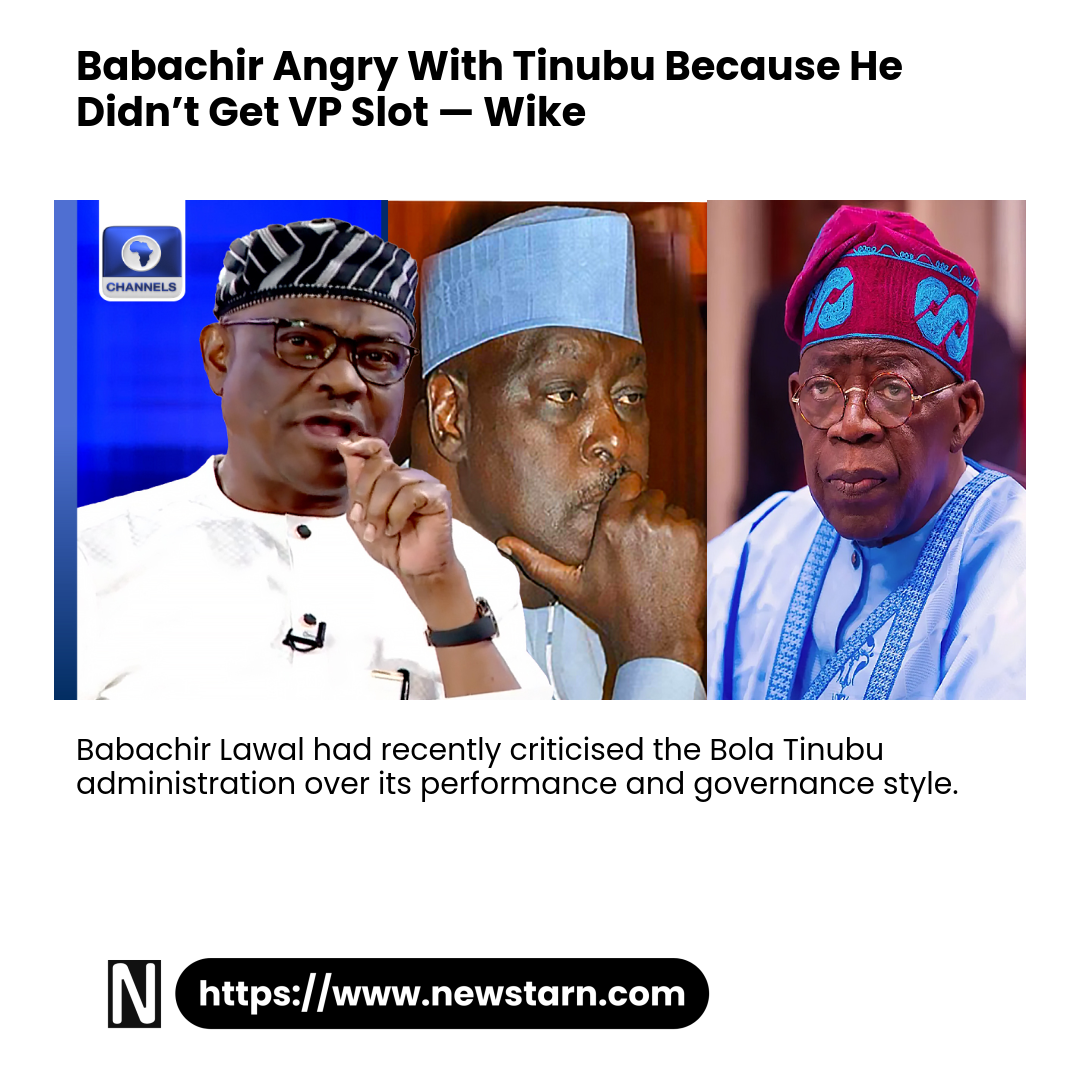 Babachir Angry With Tinubu Because He
Didn’t Get VP Slot — Wike
CHANNELS
Babachir Lawal had recently criticised the Bola Tinubu
administration over its performance and governance style.
N
https://www.newstarn.com